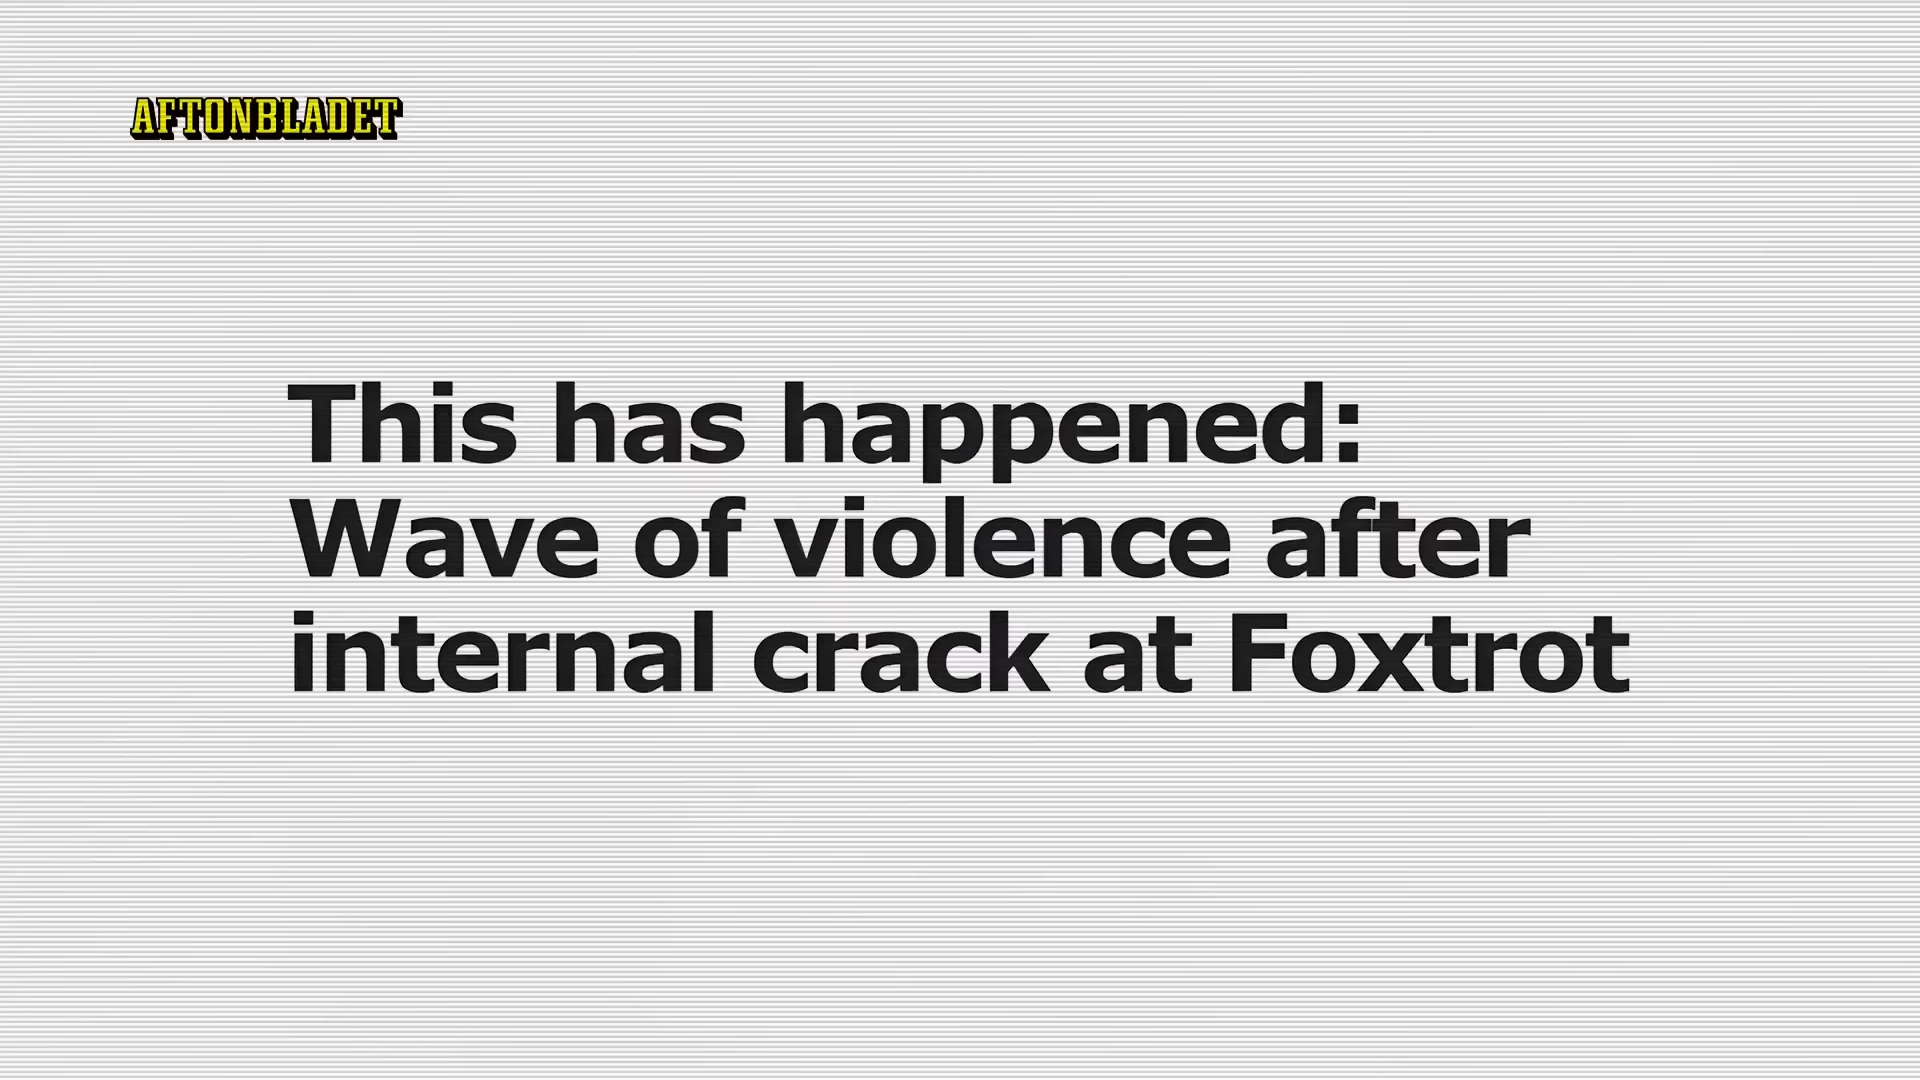 AFTONBLADET
This has happened:
Wave of violence after
internal crack at Foxtrot